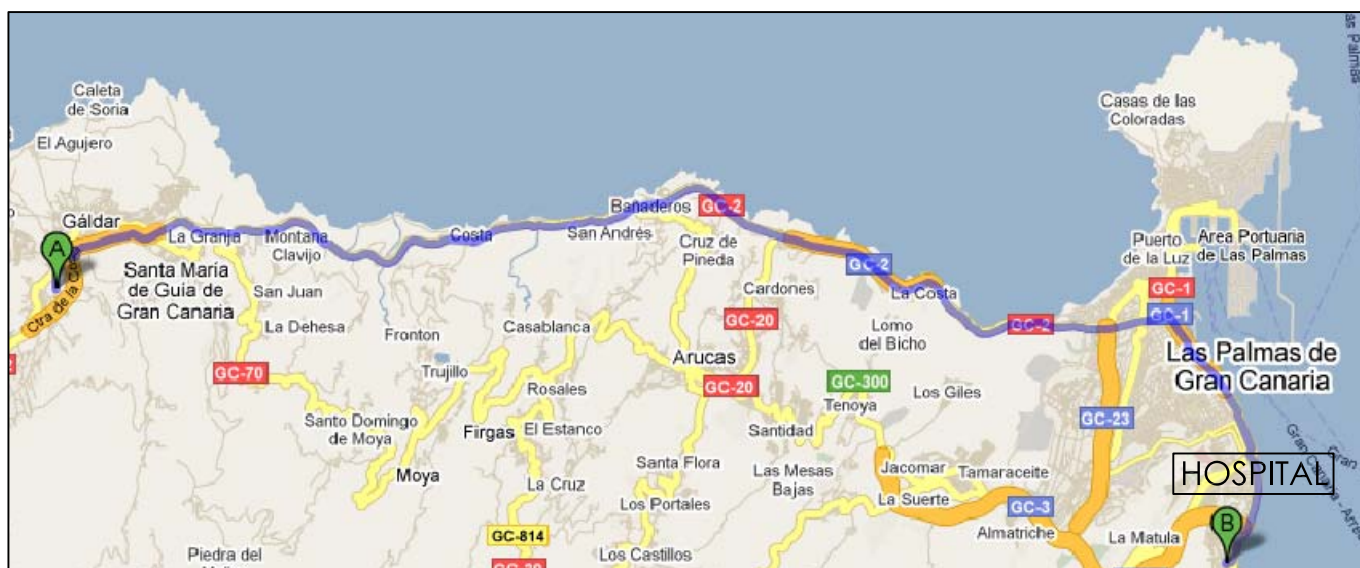 Caleta
de Soria
El Agujero
Gáldar
A
La Granja
Montana
Clavijo
Costa
San Andrés
Banaderos
GC-2
Cruz de
Pineda
Casas de las
Coloradas
Puerto
de la Luz
Area Portuaria
de Las Palmas
GC-1
GC-1
GC-2
La Costa
GC-2
Santa María
de Guía de
Gran Canaria
Ctra de la
San Juan
La Dehesa
Fronton
Casablanca
Cardones
GC-20
Lomo
del Bicho
Las Palmas de
Gran Canaria
GC-70
Trujillo
Arucas
GC-20
GC-300
Los Giles
Rosales
Tenoya
GC-23
Santo Domingo
de Moya
Firgas
El Estanco
Santidad
Moya
La Cruz
Santa Flora
Las Mesas
Bajas
Jacomar
Tamaraceite
HOSPITAL
Los Portales
La Suerte
GC-3
Almatriche
La Matula
B
GC-814
Los Castillos
Piedra del
Gran Canaria
as Palmas